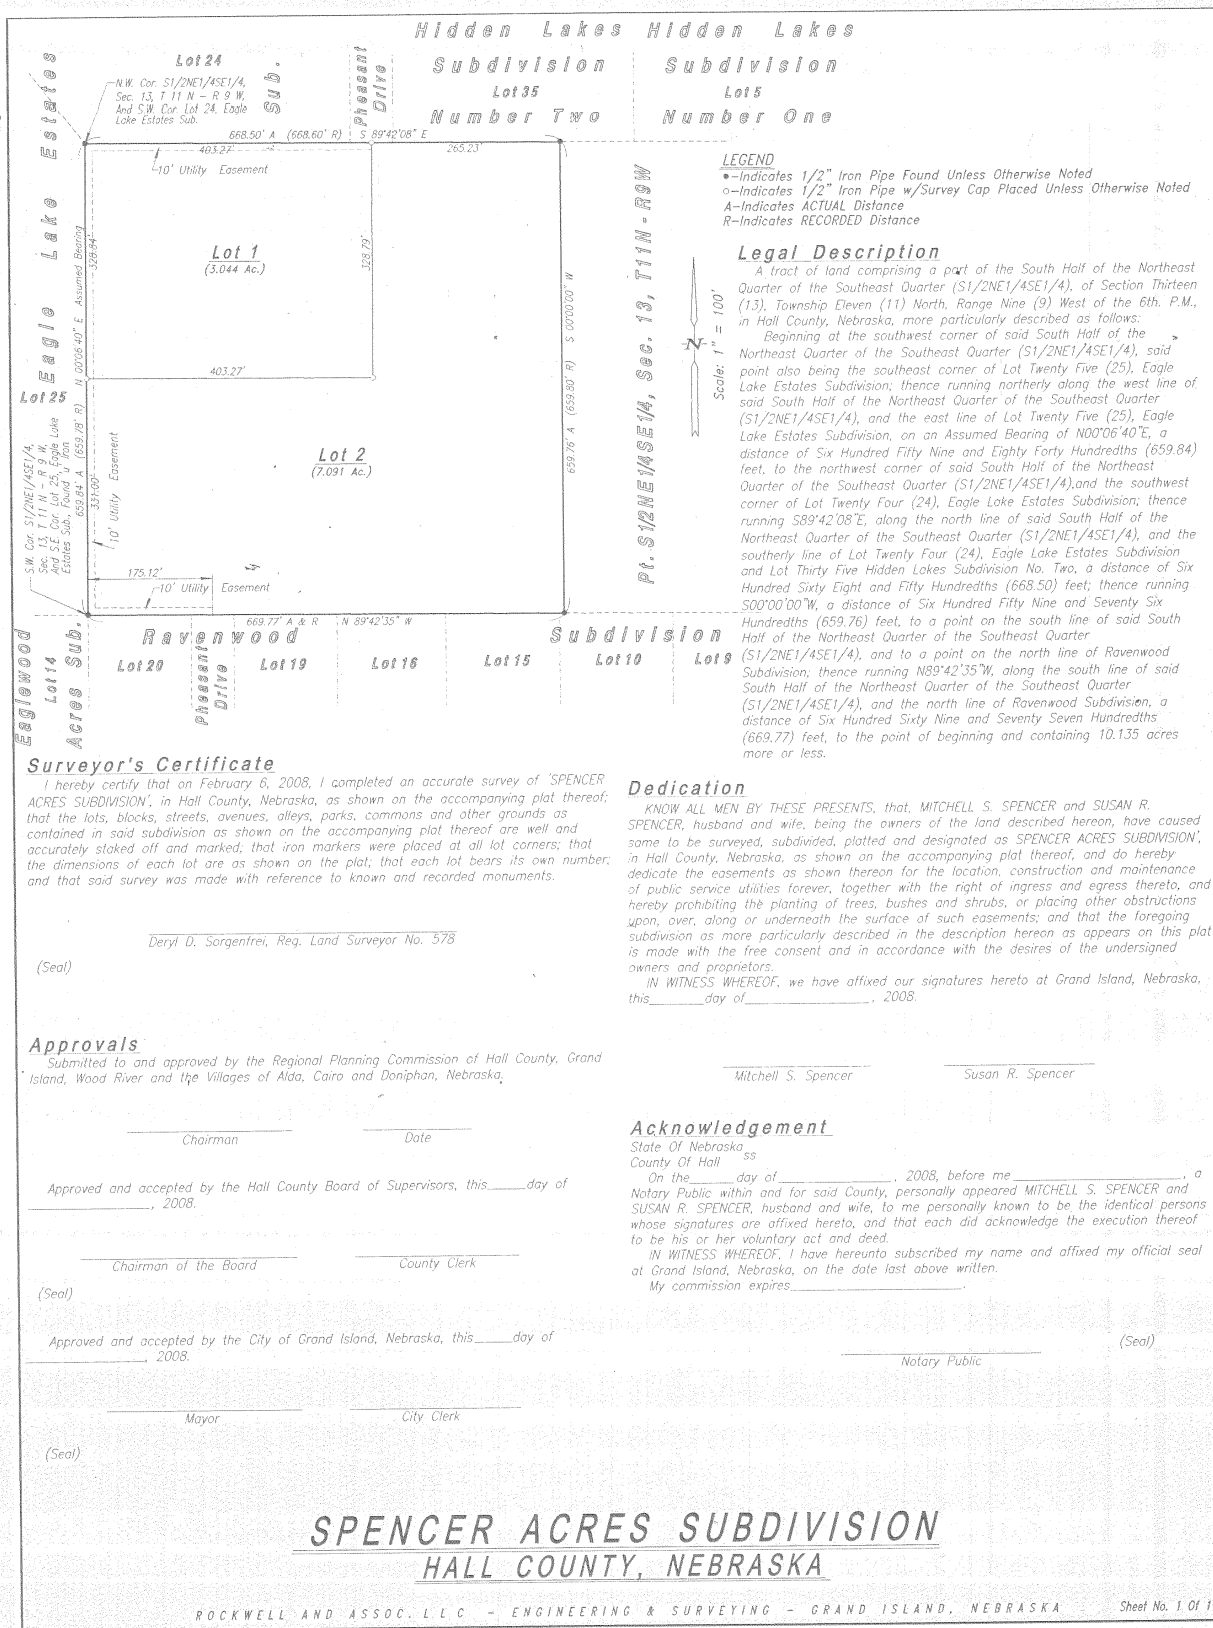 Hidden Lakes Hidden Lakes
Subdivision Subdivision
Lot 35 Lot 5
Number Two Number One
Lot 24
Sub.
Pheasant
Drive
N.W. Cor. S1/2NE1/4SE1/4,
Sec. 13, T 11 N - R 9 W,
And S.W. Cor. Lot 24, Eagle
Lake Estates Sub.
Eagle Lake Estates
668.50' A (668.60' R) S 89°42'08" E
403.27' 265.23'
10' Utility Easement
Lot 1
(3.044 Ac.)
328.84'
328.79'
N 00°06'40" E Assumed Bearing
659.84' A (659.78' R)
403.27'
Lot 25
S.W. Cor. S1/2NE1/4SE1/4,
Sec. 13, T 11 N - R 9 W,
And S.E. Cor. Lot 25, Eagle Lake
Estates Sub., Found
Iron
331.00'
10' Utility Easement
Lot 2
(7.091 Ac.)
659.76' A (659.80' R) S 00°00'00" W
Pt. S1/2NE1/4SE1/4, Sec. 13, T11N-R9W
N
Scale: 1" = 100'
175.12'
10' Utility Easement
669.77' A & R N 89°42'35" W
Ravenwood Subdivision
Lot 20
Pheasant
Drive
Lot 19 Lot 16 Lot 15 Lot 10 Lot 9
Eaglewood
Lot 14
Acres Sub.
LEGEND
●-Indicates 1/2" Iron Pipe Found Unless Otherwise Noted
○-Indicates 1/2" Iron Pipe w/Survey Cap Placed Unless Otherwise Noted
A-Indicates ACTUAL Distance
R-Indicates RECORDED Distance
Legal Description
A tract of land comprising a part of the South Half of the Northeast
Quarter of the Southeast Quarter (S1/2NE1/4SE1/4), of Section Thirteen
(13), Township Eleven (11) North, Range Nine (9) West of the 6th. P.M.,
in Hall County, Nebraska, more particularly described as follows:
Beginning at the southwest corner of said South Half of the
Northeast Quarter of the Southeast Quarter (S1/2NE1/4SE1/4), said
point also being the southeast corner of Lot Twenty Five (25), Eagle
Lake Estates Subdivision; thence running northerly along the west line of
said South Half of the Northeast Quarter of the Southeast Quarter
(S1/2NE1/4SE1/4), and the east line of Lot Twenty Five (25), Eagle
Lake Estates Subdivision, on an Assumed Bearing of N00°06'40"E, a
distance of Six Hundred Fifty Nine and Eighty Forty Hundredths (659.84)
feet, to the northwest corner of said South Half of the Northeast
Quarter of the Southeast Quarter (S1/2NE1/4SE1/4),and the southwest
corner of Lot Twenty Four (24), Eagle Lake Estates Subdivision; thence
running S89°42'08"E, along the north line of said South Half of the
Northeast Quarter of the Southeast Quarter (S1/2NE1/4SE1/4), and the
southerly line of Lot Twenty Four (24), Eagle Lake Estates Subdivision
and Lot Thirty Five Hidden Lakes Subdivision No. Two, a distance of Six
Hundred Sixty Eight and Fifty Hundredths (668.50) feet; thence running
S00°00'00"W, a distance of Six Hundred Fifty Nine and Seventy Six
Hundredths (659.76) feet, to a point on the south line of said South
Half of the Northeast Quarter of the Southeast Quarter
(S1/2NE1/4SE1/4), and to a point on the north line of Ravenwood
Subdivision; thence running N89°42'35"W, along the south line of said
South Half of the Northeast Quarter of the Southeast Quarter
(S1/2NE1/4SE1/4), and the north line of Ravenwood Subdivision, a
distance of Six Hundred Sixty Nine and Seventy Seven Hundredths
(669.77) feet, to the point of beginning and containing 10.135 acres
more or less.
Surveyor's Certificate
I hereby certify that on February 6, 2008, I completed an accurate survey of 'SPENCER
ACRES SUBDIVISION', in Hall County, Nebraska, as shown on the accompanying plat thereof;
that the lots, blocks, streets, avenues, alleys, parks, commons and other grounds as
contained in said subdivision as shown on the accompanying plat thereof are well and
accurately staked off and marked; that iron markers were placed at all lot corners; that
the dimensions of each lot are as shown on the plat; that each lot bears its own number;
and that said survey was made with reference to known and recorded monuments.
Deryl D. Sorgenfrei, Reg. Land Surveyor No. 578
(Seal)
Dedication
KNOW ALL MEN BY THESE PRESENTS, that, MITCHELL S. SPENCER and SUSAN R.
SPENCER, husband and wife, being the owners of the land described hereon, have caused
same to be surveyed, subdivided, platted and designated as SPENCER ACRES SUBDIVISION',
in Hall County, Nebraska, as shown on the accompanying plat thereof, and do hereby
dedicate the easements as shown thereon for the location, construction and maintenance
of public service utilities forever, together with the right of ingress and egress thereto, and
hereby prohibiting the planting of trees, bushes and shrubs, or placing other obstructions
upon, over, along or underneath the surface of such easements; and that the foregoing
subdivision as more particularly described in the description hereon as appears on this plat
is made with the free consent and in accordance with the desires of the undersigned
owners and proprietors.
IN WITNESS WHEREOF, we have affixed our signatures hereto at Grand Island, Nebraska,
this_______day of________________, 2008.
Mitchell S. Spencer Susan R. Spencer
Approvals
Submitted to and approved by the Regional Planning Commission of Hall County, Grand
Island, Wood River and the Villages of Alda, Cairo and Doniphan, Nebraska.
Chairman Date
Approved and accepted by the Hall County Board of Supervisors, this_____day of
________________, 2008.
Chairman of the Board County Clerk
(Seal)
Approved and accepted by the City of Grand Island, Nebraska, this_____day of
________________, 2008.
Mayor City Clerk
(Seal)
Acknowledgement
State Of Nebraska
ss
County Of Hall
On the______day of________________, 2008, before me______________________, a
Notary Public within and for said County, personally appeared MITCHELL S. SPENCER and
SUSAN R. SPENCER, husband and wife, to me personally known to be the identical persons
whose signatures are affixed hereto, and that each did acknowledge the execution thereof
to be his or her voluntary act and deed.
IN WITNESS WHEREOF, I have hereunto subscribed my name and affixed my official seal
at Grand Island, Nebraska, on the date last above written.
My commission expires______________________.
Notary Public
(Seal)
SPENCER ACRES SUBDIVISION
HALL COUNTY, NEBRASKA
ROCKWELL AND ASSOC. L L C - ENGINEERING & SURVEYING - GRAND ISLAND, NEBRASKA
Sheet No. 1 Of 1